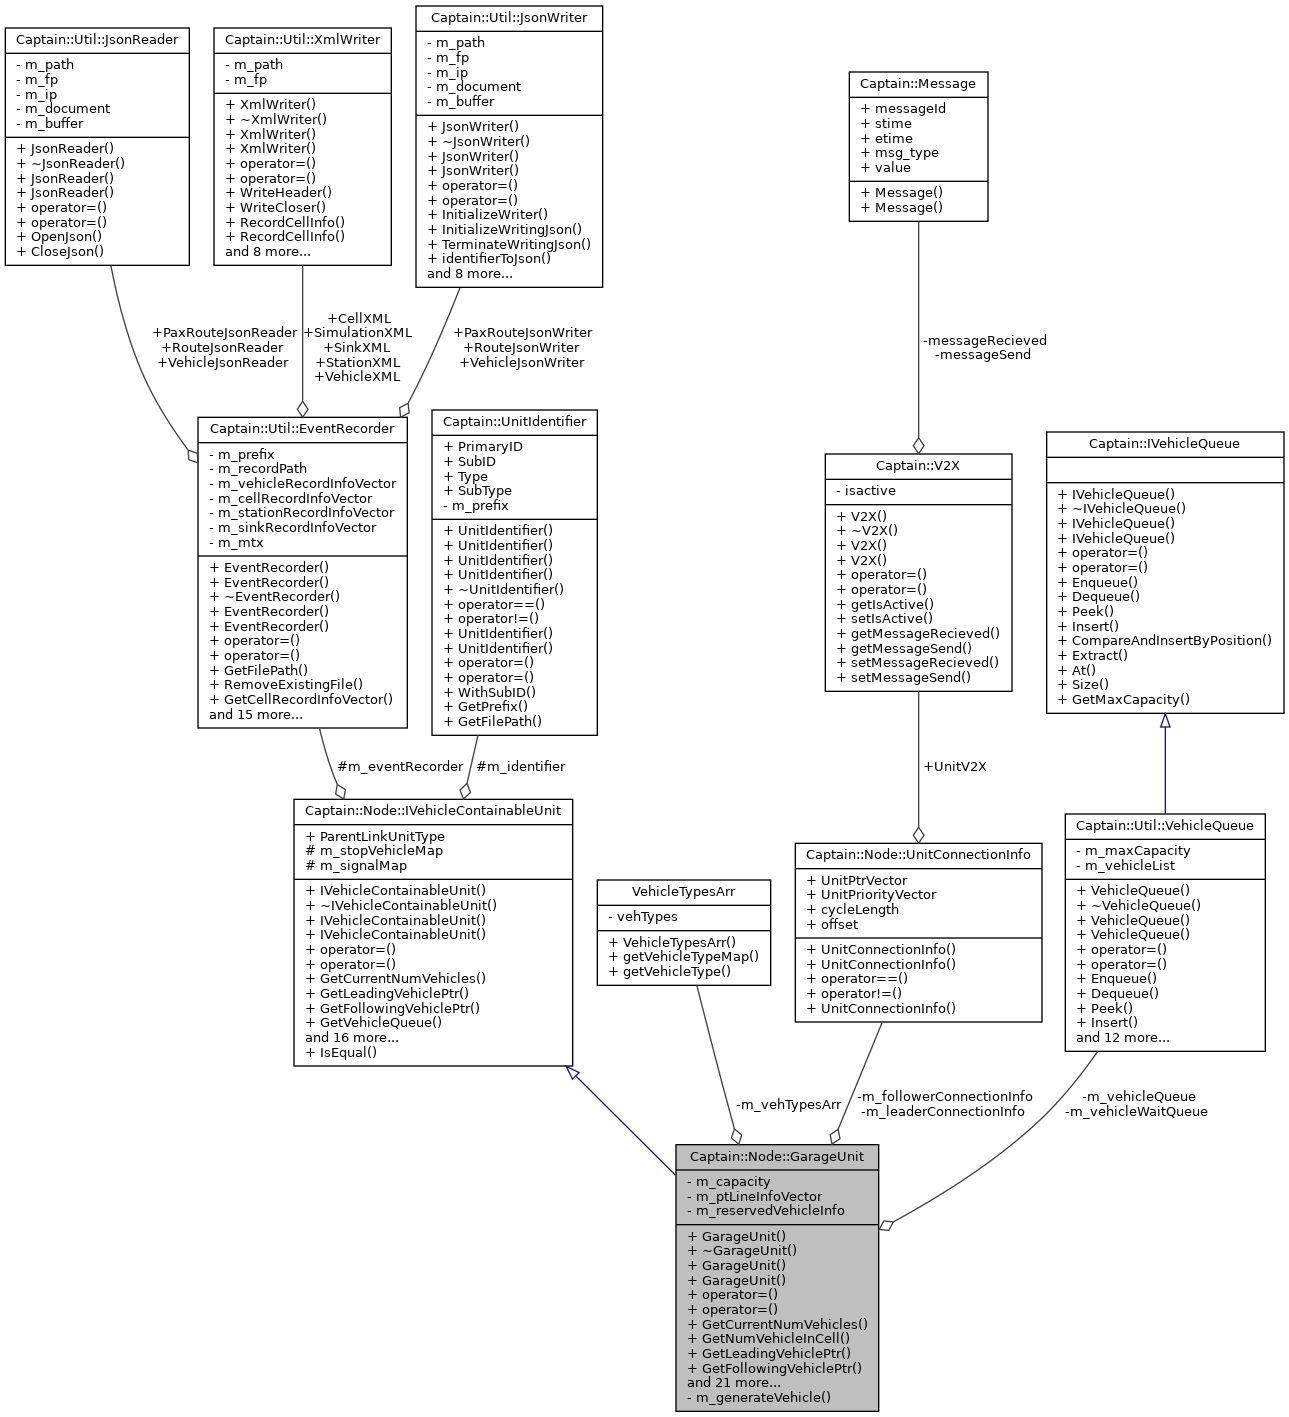 Captain::Util::JsonReader
- m_path
- m_fp
- m_ip
- m_document
- m_buffer
+ JsonReader()
+ ~JsonReader()
+ JsonReader()
+ JsonReader()
+ operator=()
+ operator=()
+ OpenJson()
+ CloseJson()
Captain::Util::XmlWriter
- m_path
- m_fp
+ XmlWriter()
+ ~XmlWriter()
+ XmlWriter()
+ XmlWriter()
+ operator=()
+ operator=()
+ WriteHeader()
+ WriteCloser()
+ RecordCellInfo()
+ RecordCellInfo()
and 8 more...
Captain::Util::JsonWriter
- m_path
- m_fp
- m_ip
- m_document
- m_buffer
+ JsonWriter()
+ ~JsonWriter()
+ JsonWriter()
+ JsonWriter()
+ operator=()
+ operator=()
+ InitializeWriter()
+ InitializeWritingJson()
+ TerminateWritingJson()
+ identifierToJson()
and 8 more...
Captain::Message
+ messageId
+ stime
+ etime
+ msg_type
+ value
+ Message()
+ Message()
+PaxRouteJsonReader
+RouteJsonReader
+VehicleJsonReader
+CellXML
+SimulationXML
+SinkXML
+StationXML
+VehicleXML
+PaxRouteJsonWriter
+RouteJsonWriter
+VehicleJsonWriter
-messageRecieved
-messageSend
Captain::Util::EventRecorder
- m_prefix
- m_recordPath
- m_vehicleRecordInfoVector
- m_cellRecordInfoVector
- m_stationRecordInfoVector
- m_sinkRecordInfoVector
- m_mtx
+ EventRecorder()
+ EventRecorder()
+ ~EventRecorder()
+ EventRecorder()
+ EventRecorder()
+ operator=()
+ operator=()
+ GetFilePath()
+ RemoveExistingFile()
+ GetCellRecordInfoVector()
and 15 more...
Captain::UnitIdentifier
+ PrimaryID
+ SubID
+ Type
+ SubType
- m_prefix
+ UnitIdentifier()
+ UnitIdentifier()
+ UnitIdentifier()
+ UnitIdentifier()
+ ~UnitIdentifier()
+ operator==()
+ operator!=()
+ UnitIdentifier()
+ UnitIdentifier()
+ operator=()
+ operator=()
+ WithSubID()
+ GetPrefix()
+ GetFilePath()
Captain::V2X
- isactive
+ V2X()
+ ~V2X()
+ V2X()
+ V2X()
+ operator=()
+ operator=()
+ getIsActive()
+ setIsActive()
+ getMessageRecieved()
+ getMessageSend()
+ setMessageRecieved()
+ setMessageSend()
Captain::IVehicleQueue
+ IVehicleQueue()
+ ~IVehicleQueue()
+ IVehicleQueue()
+ IVehicleQueue()
+ operator=()
+ operator=()
+ Enqueue()
+ Dequeue()
+ Peek()
+ Insert()
+ CompareAndInsertByPosition()
+ Extract()
+ At()
+ Size()
+ GetMaxCapacity()
#m_eventRecorder
#m_identifier
+UnitV2X
Captain::Node::IVehicleContainableUnit
+ ParentLinkUnitType
# m_stopVehicleMap
# m_signalMap
+ IVehicleContainableUnit()
+ ~IVehicleContainableUnit()
+ IVehicleContainableUnit()
+ IVehicleContainableUnit()
+ operator=()
+ operator=()
+ GetCurrentNumVehicles()
+ GetLeadingVehiclePtr()
+ GetFollowingVehiclePtr()
+ GetVehicleQueue()
and 16 more...
+ IsEqual()
VehicleTypesArr
- vehTypes
+ VehicleTypesArr()
+ getVehicleTypeMap()
+ getVehicleType()
Captain::Node::UnitConnectionInfo
+ UnitPtrVector
+ UnitPriorityVector
+ cycleLength
+ offset
+ UnitConnectionInfo()
+ UnitConnectionInfo()
+ operator==()
+ operator!=()
+ UnitConnectionInfo()
Captain::Util::VehicleQueue
- m_maxCapacity
- m_vehicleList
+ VehicleQueue()
+ ~VehicleQueue()
+ VehicleQueue()
+ VehicleQueue()
+ operator=()
+ operator=()
+ Enqueue()
+ Dequeue()
+ Peek()
+ Insert()
and 12 more...
-m_vehTypesArr
-m_followerConnectionInfo
-m_leaderConnectionInfo
-m_vehicleQueue
-m_vehicleWaitQueue
Captain::Node::GarageUnit
- m_capacity
- m_ptLineInfoVector
- m_reservedVehicleInfo
+ GarageUnit()
+ ~GarageUnit()
+ GarageUnit()
+ GarageUnit()
+ operator=()
+ operator=()
+ GetCurrentNumVehicles()
+ GetNumVehicleInCell()
+ GetLeadingVehiclePtr()
+ GetFollowingVehiclePtr()
and 21 more...
- m_generateVehicle()